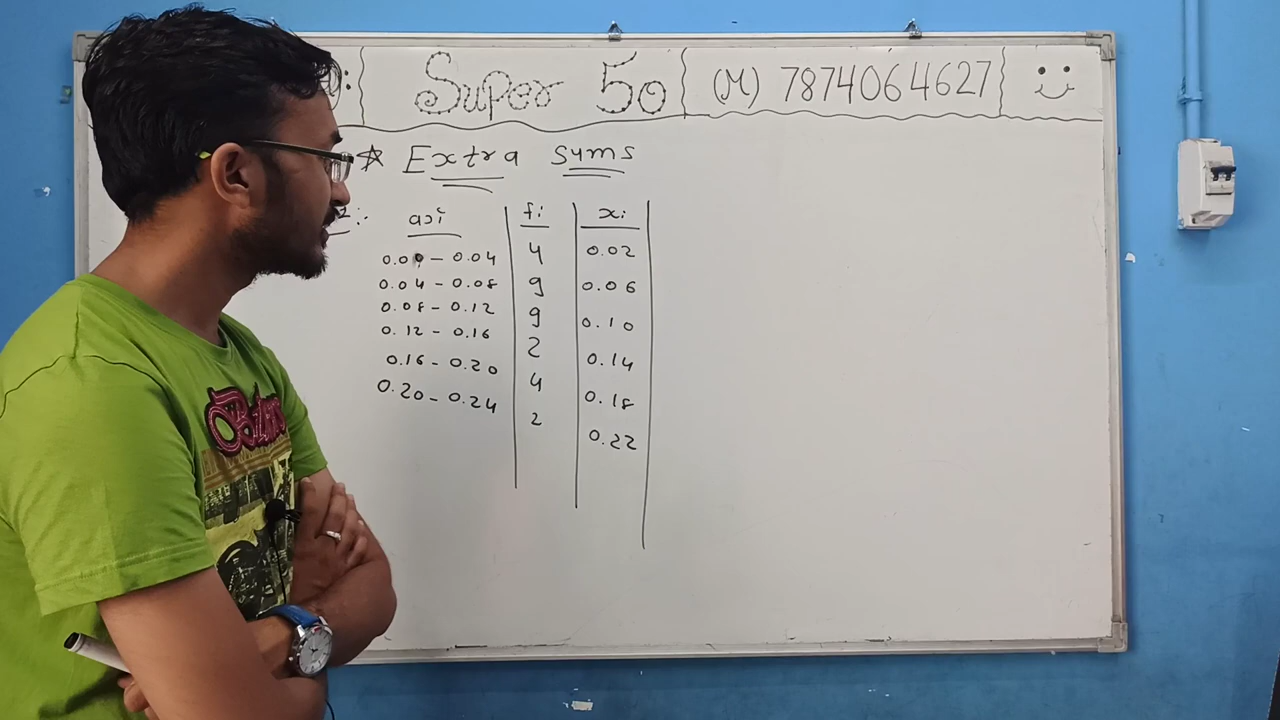 Super 50 (M) 7874064627
☆ Extra Sums
fi xi
0.00 - 0.04 4 0.02
0.04 - 0.08 9 0.06
0.08 - 0.12 9 0.10
0.12 - 0.16 2 0.14
0.16 - 0.20 4 0.18
0.20 - 0.24 2 0.22